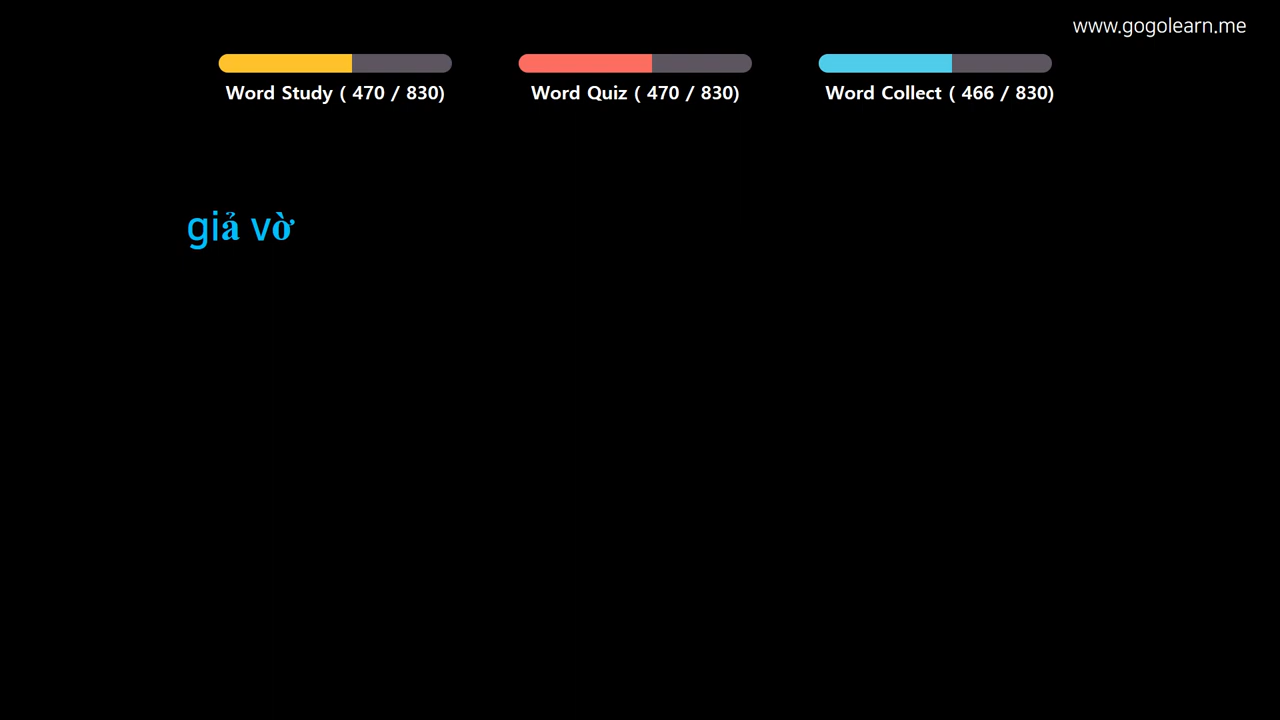 www.gogolearn.me
Word Study ( 470 / 830)
Word Quiz ( 470 / 830)
Word Collect ( 466 / 830)
giả vờ